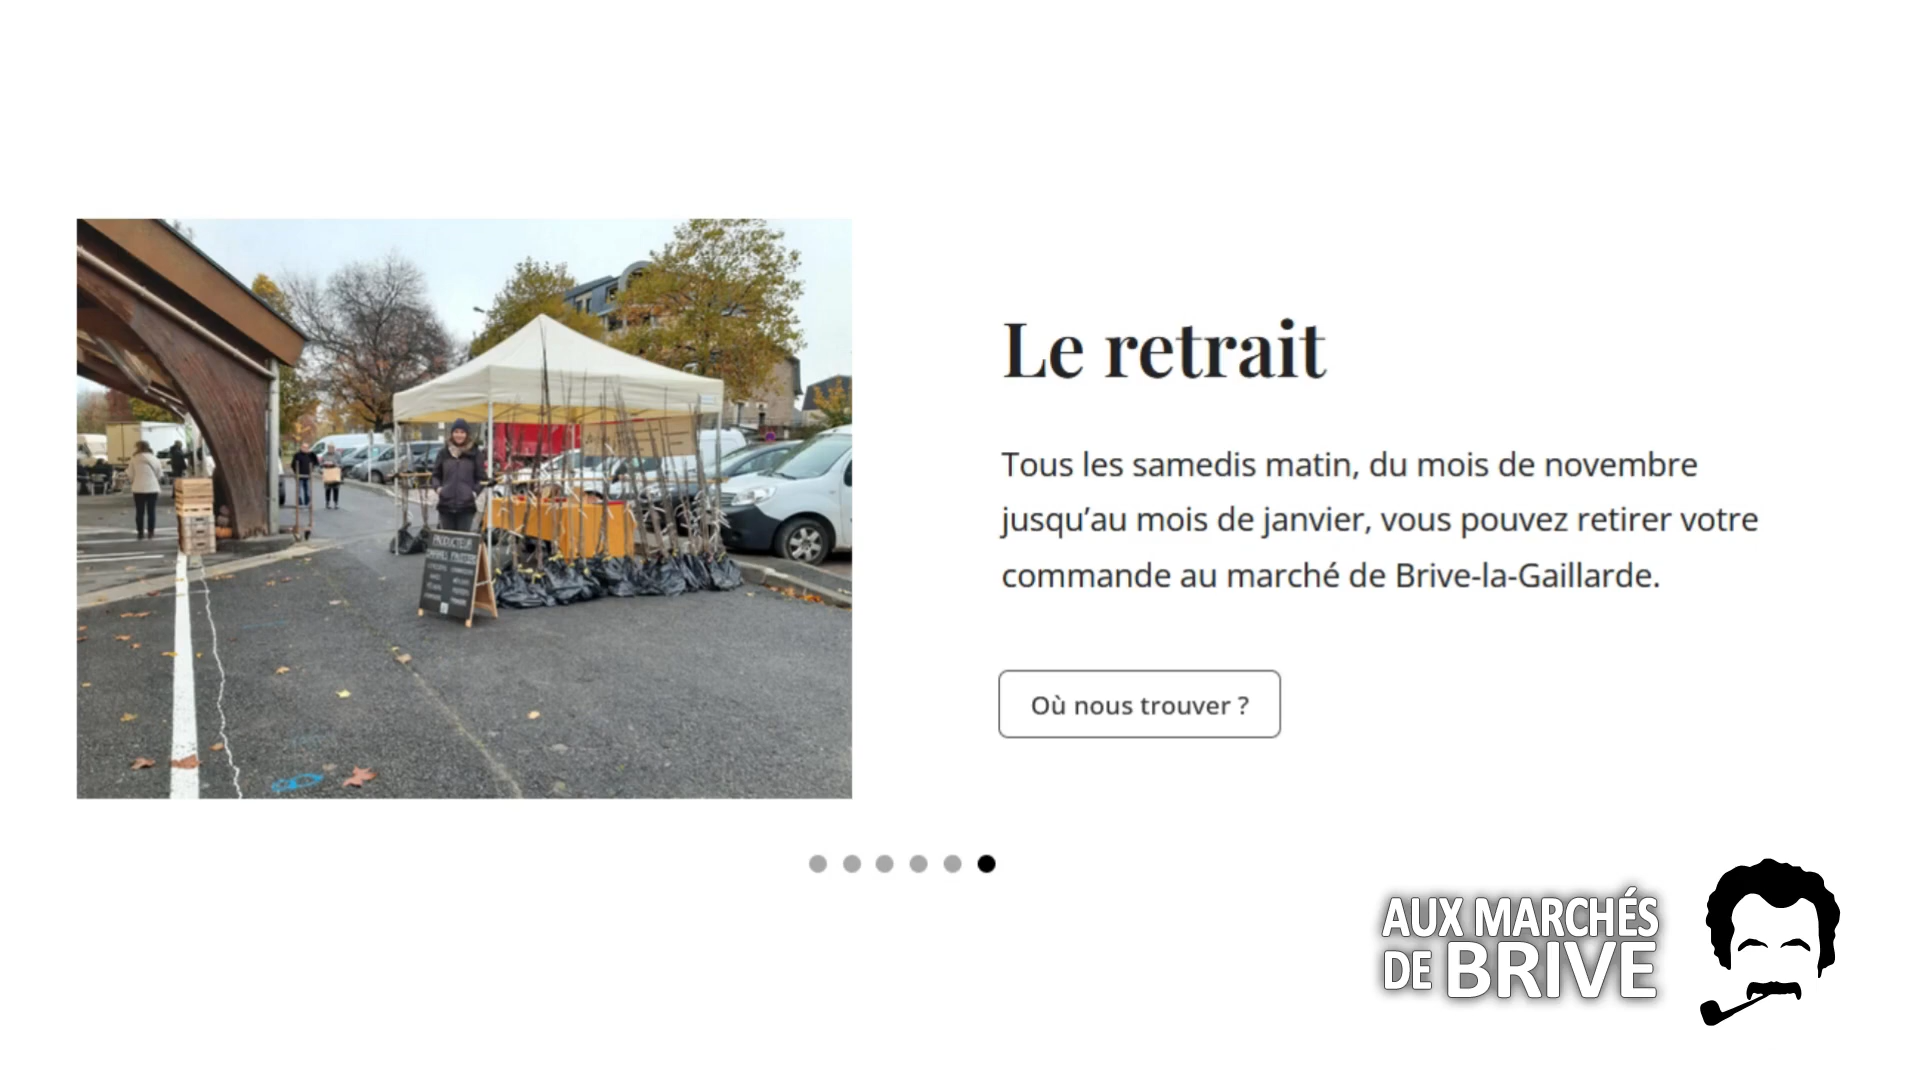 Le retrait
Tous les samedis matin, du mois de novembre
jusqu’au mois de janvier, vous pouvez retirer votre
commande au marché de Brive-la-Gaillarde.
Où nous trouver ?
PRODUCTEUR
AUX MARCHÉS
DE BRIVE